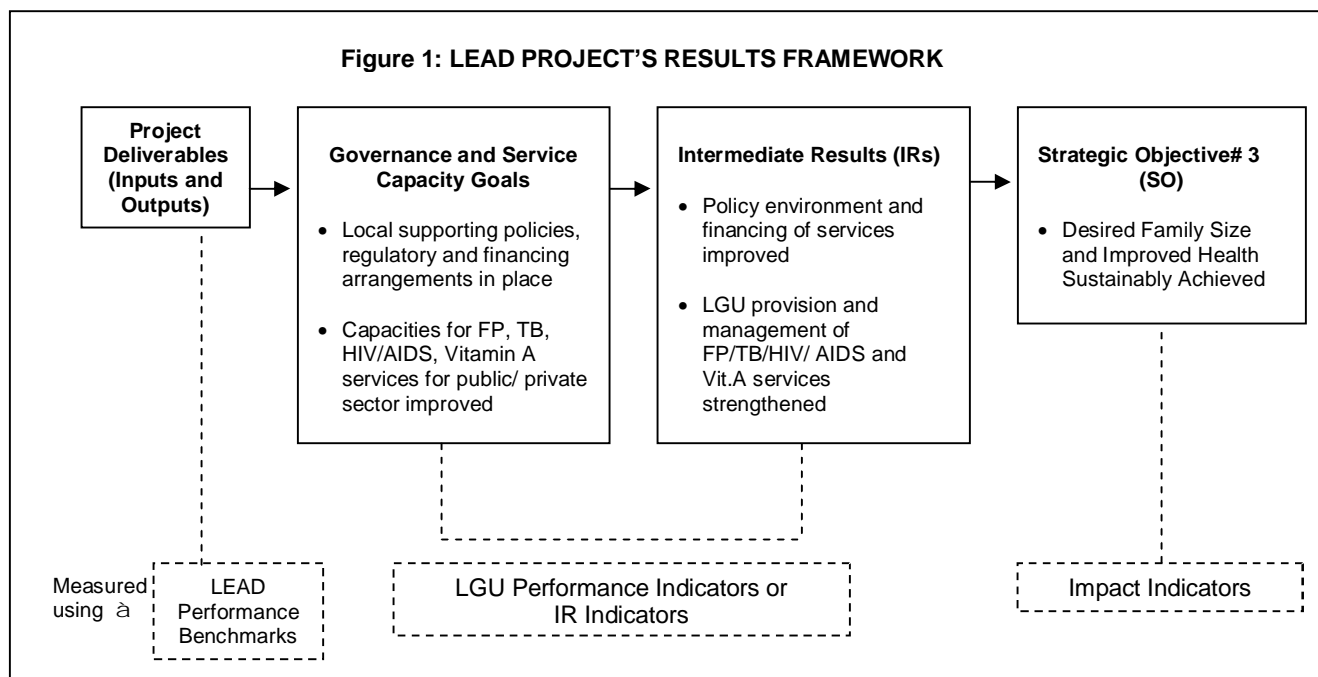 Figure 1: LEAD PROJECT'S RESULTS FRAMEWORK
Project
Deliverables
(Inputs and
Outputs)
Governance and Service
Capacity Goals
• Local supporting policies,
regulatory and financing
arrangements in place
• Capacities for FP, TB,
HIV/AIDS, Vitamin A
services for public/ private
sector improved
Intermediate Results (IRs)
• Policy environment and
financing of services
improved
• LGU provision and
management of
FP/TB/HIV/ AIDS and
Vit.A services
strengthened
Strategic Objective# 3
(SO)
• Desired Family Size
and Improved Health
Sustainably Achieved
Measured
using à
LEAD
Performance
Benchmarks
LGU Performance Indicators or
IR Indicators
Impact Indicators